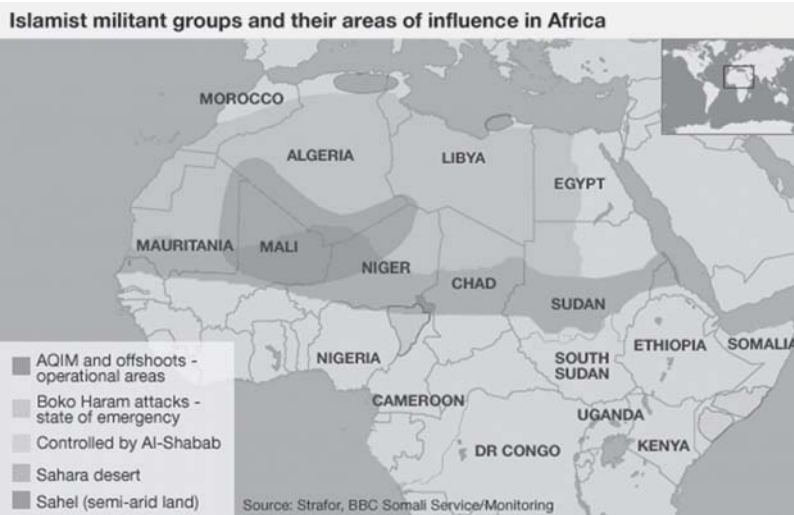 Islamist militant groups and their areas of influence in Africa
MOROCCO
ALGERIA
LIBYA
EGYPT
MAURITANIA
MALI
NIGER
CHAD
SUDAN
NIGERIA
SOUTH
SUDAN
ETHIOPIA
SOMALIA
CAMEROON
UGANDA
DR CONGO
KENYA
AQIM and offshoots -
operational areas
Boko Haram attacks -
state of emergency
Controlled by Al-Shabab
Sahara desert
Sahel (semi-arid land)
Source: Strafor, BBC Somali Service/Monitoring